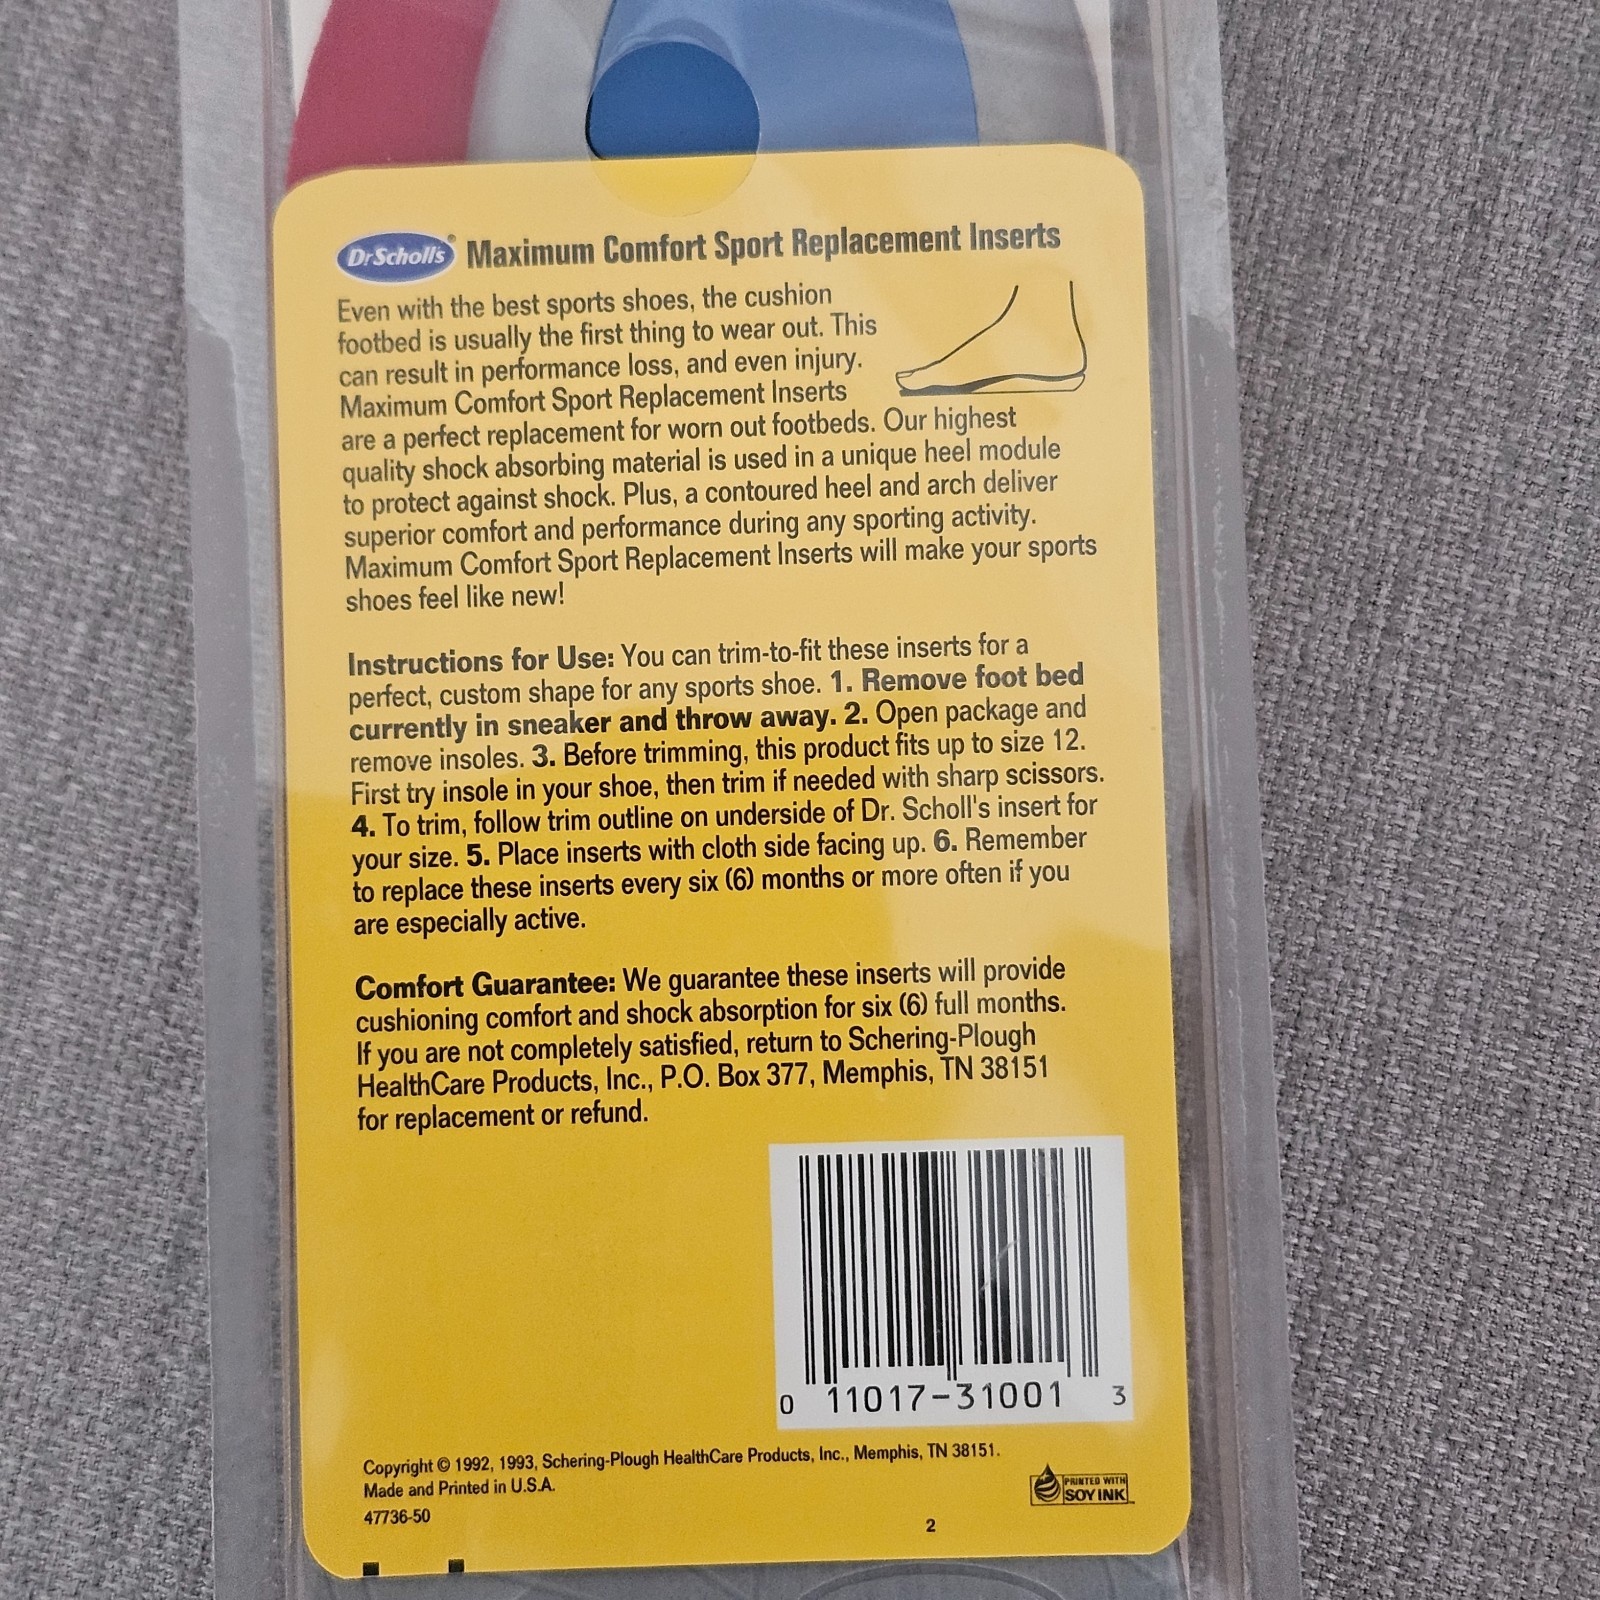 Dr Scholl's® Maximum Comfort Sport Replacement Inserts
Even with the best sports shoes, the cushion
footbed is usually the first thing to wear out. This
can result in performance loss, and even injury.
Maximum Comfort Sport Replacement Inserts
are a perfect replacement for worn out footbeds. Our highest
quality shock absorbing material is used in a unique heel module
to protect against shock. Plus, a contoured heel and arch deliver
superior comfort and performance during any sporting activity.
Maximum Comfort Sport Replacement Inserts will make your sports
shoes feel like new!
Instructions for Use: You can trim-to-fit these inserts for a
perfect, custom shape for any sports shoe. 1. Remove foot bed
currently in sneaker and throw away. 2. Open package and
remove insoles. 3. Before trimming, this product fits up to size 12.
First try insole in your shoe, then trim if needed with sharp scissors.
4. To trim, follow trim outline on underside of Dr. Scholl's insert for
your size. 5. Place inserts with cloth side facing up. 6. Remember
to replace these inserts every six (6) months or more often if you
are especially active.
Comfort Guarantee: We guarantee these inserts will provide
cushioning comfort and shock absorption for six (6) full months.
If you are not completely satisfied, return to Schering-Plough
HealthCare Products, Inc., P.O. Box 377, Memphis, TN 38151
for replacement or refund.
0 11017-31001 3
Copyright © 1992, 1993, Schering-Plough HealthCare Products, Inc., Memphis, TN 38151.
Made and Printed in U.S.A.
47736-50
PRINTED WITH
SOY INK™
2